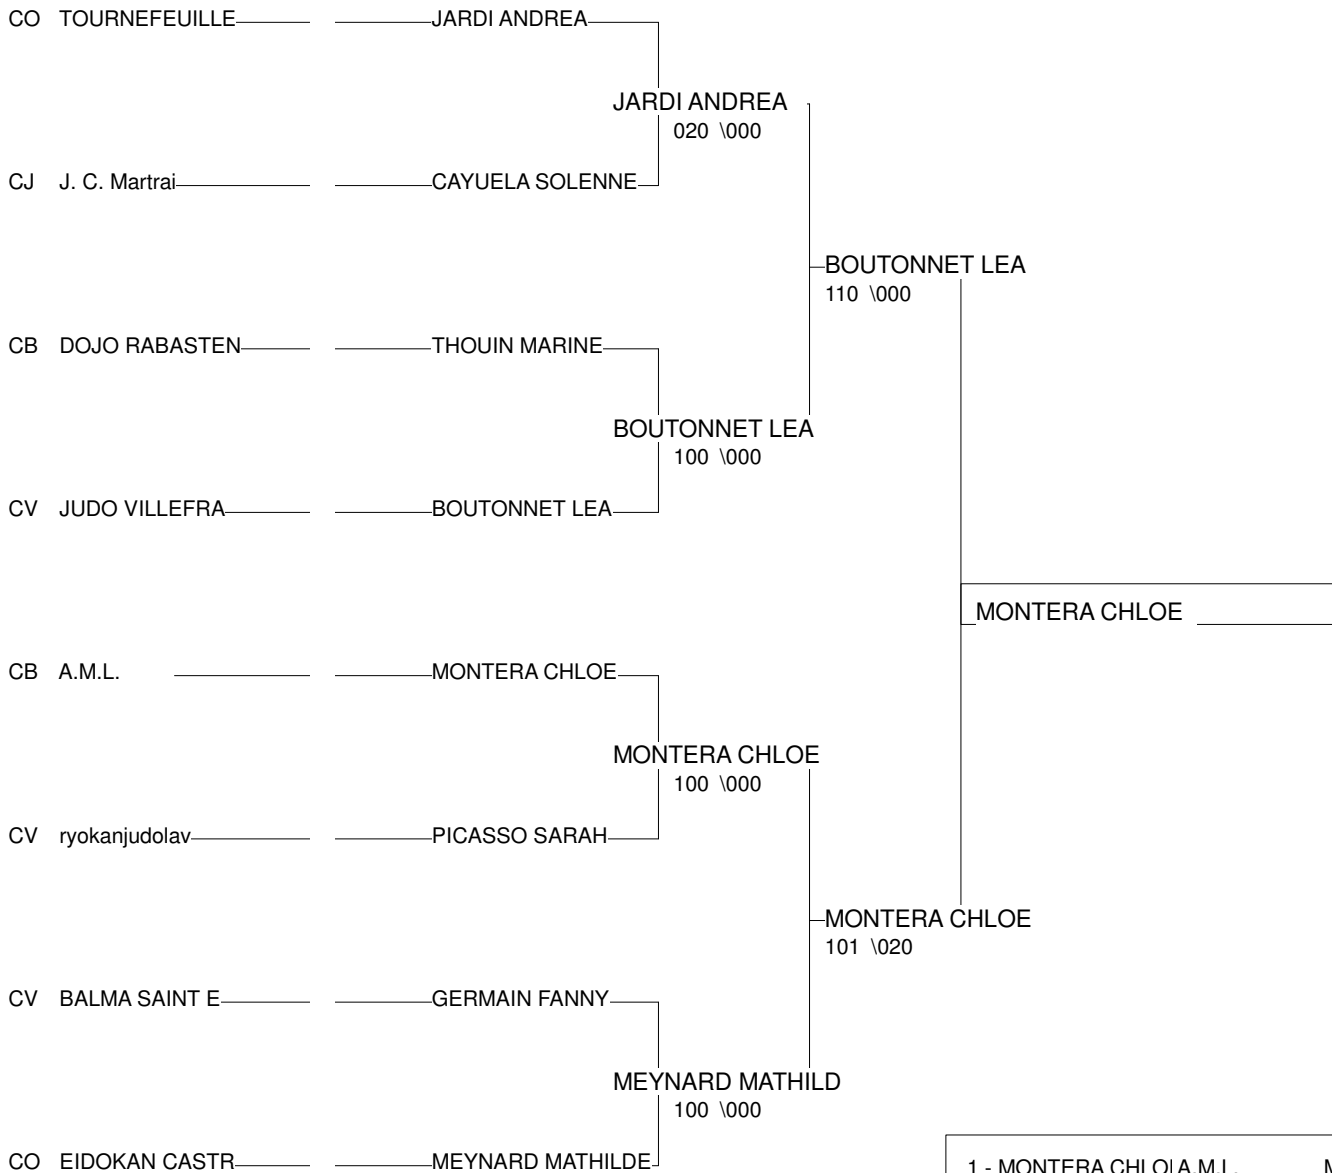 CO TOURNEFEUILLE JARDI ANDREA
JARDI ANDREA
020 \000
CJ J. C. Martrai CAYUELA SOLENNE
BOUTONNET LEA
110 \000
CB DOJO RABASTEN THOUIN MARINE
BOUTONNET LEA
100 \000
CV JUDO VILLEFRA BOUTONNET LEA
MONTERA CHLOE
CB A.M.L. MONTERA CHLOE
MONTERA CHLOE
100 \000
CV ryokanjudolav PICASSO SARAH
MONTERA CHLOE
101 \020
CV BALMA SAINT E GERMAIN FANNY
MEYNARD MATHILD
100 \000
CO EIDOKAN CASTR MEYNARD MATHILDE
1 - MONTERA CHLO A.M.L.